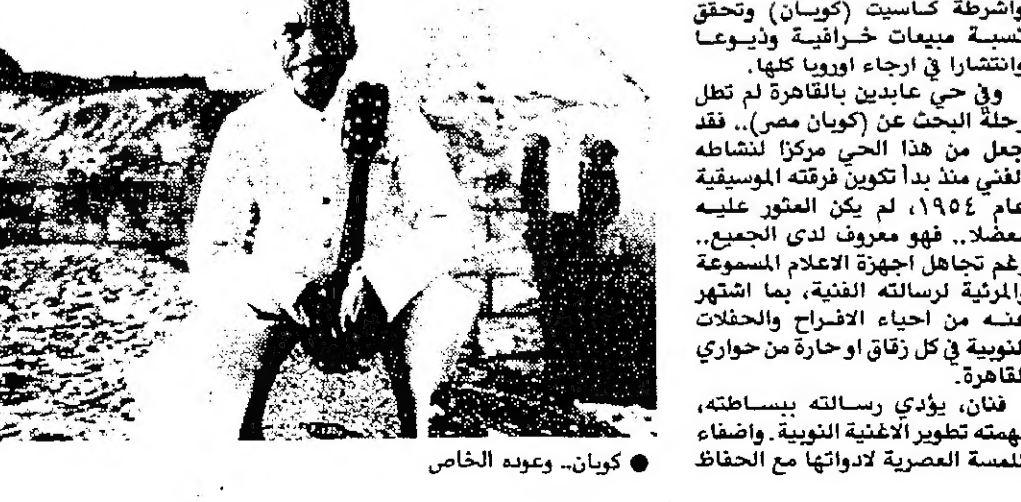 واشرطة كاسيت (كوبان) وتحقق
نسبة مبيعات خرافية وذيوعا
وانتشارا في ارجاء اوروبا كلها.
وفي حي عابدين بالقاهرة لم تطل
رحلة البحث عن (كوبان مصر).. فقد
جعل من هذا الحي مركزا لنشاطه
الفني منذ بدأ تكوين فرقته الموسيقية
عام ١٩٥٤، لم يكن العثور عليه
معضلا.. فهو معروف لدى الجميع..
رغم تجاهل اجهزة الاعلام المسموعة
والمرئية لرسالته الفنية، بما اشتهر
عنه من احياء الافراح والحفلات
النوبية في كل زقاق او حارة من حواري
القاهرة.
فنان، يؤدي رسالته ببساطته،
مهمته تطوير الاغنية النوبية. واضفاء
اللمسة العصرية لادواتها مع الحفاظ
● كوبان.. وعوده الخاص